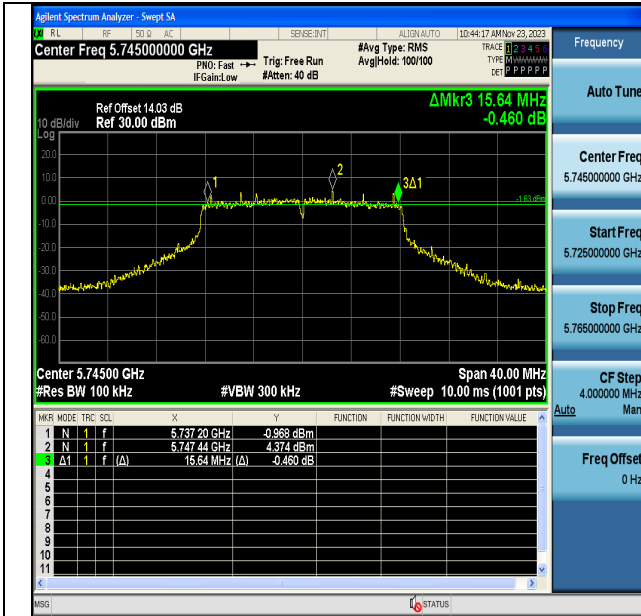 Agilent Spectrum Analyzer - Swept SA
RL RF 50 Ω AC SENSE:INT ALIGN AUTO 10:44:17 AM Nov 23, 2023
Center Freq 5.745000000 GHz
PNO: Fast
IFGain:Low
Trig: Free Run
#Atten: 40 dB
#Avg Type: RMS
Avg|Hold: 100/100
TRACE 1 2 3 4 5 6
TYPE M
DET P P P P P P
Ref Offset 14.03 dB
10 dB/div Ref 30.00 dBm
Log
ΔMkr3 15.64 MHz
-0.460 dB
20.0
10.0
0.00
-10.0
-20.0
-30.0
-40.0
-50.0
-60.0
1
2
3Δ1
-1.63 dBm
Center 5.74500 GHz Span 40.00 MHz
#Res BW 100 kHz #VBW 300 kHz #Sweep 10.00 ms (1001 pts)
MKR MODE TRC SCL X Y FUNCTION FUNCTION WIDTH FUNCTION VALUE
1 N 1 f 5.737 20 GHz -0.968 dBm
2 N 1 f 5.747 44 GHz 4.374 dBm
3 Δ1 1 f (Δ) 15.64 MHz (Δ) -0.460 dB
4
5
6
7
8
9
10
11
MSG STATUS
Frequency
Auto Tune
Center Freq
5.745000000 GHz
Start Freq
5.725000000 GHz
Stop Freq
5.765000000 GHz
CF Step
4.000000 MHz
Auto Man
Freq Offset
0 Hz